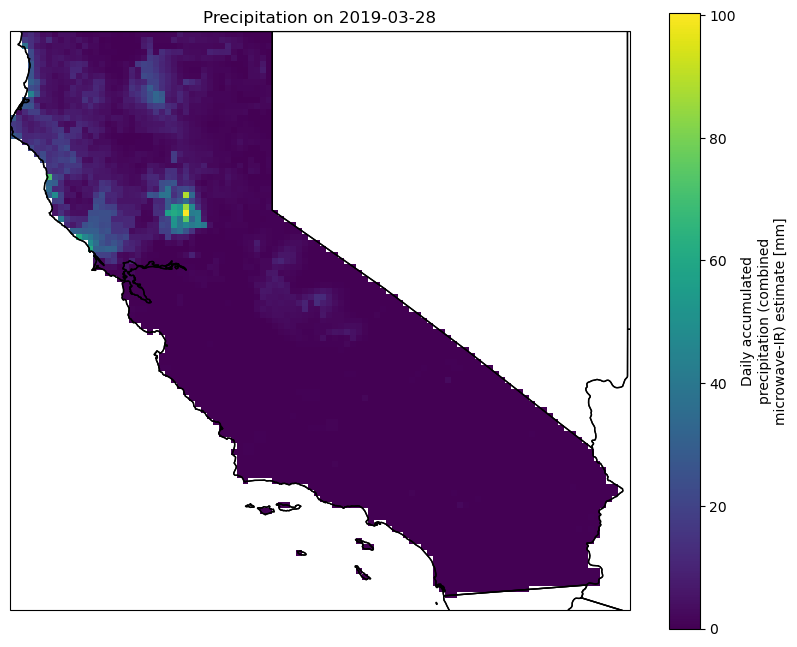 Precipitation on 2019-03-28
100
80
60
40
20
0
Daily accumulated
precipitation (combined
microwave-IR) estimate [mm]